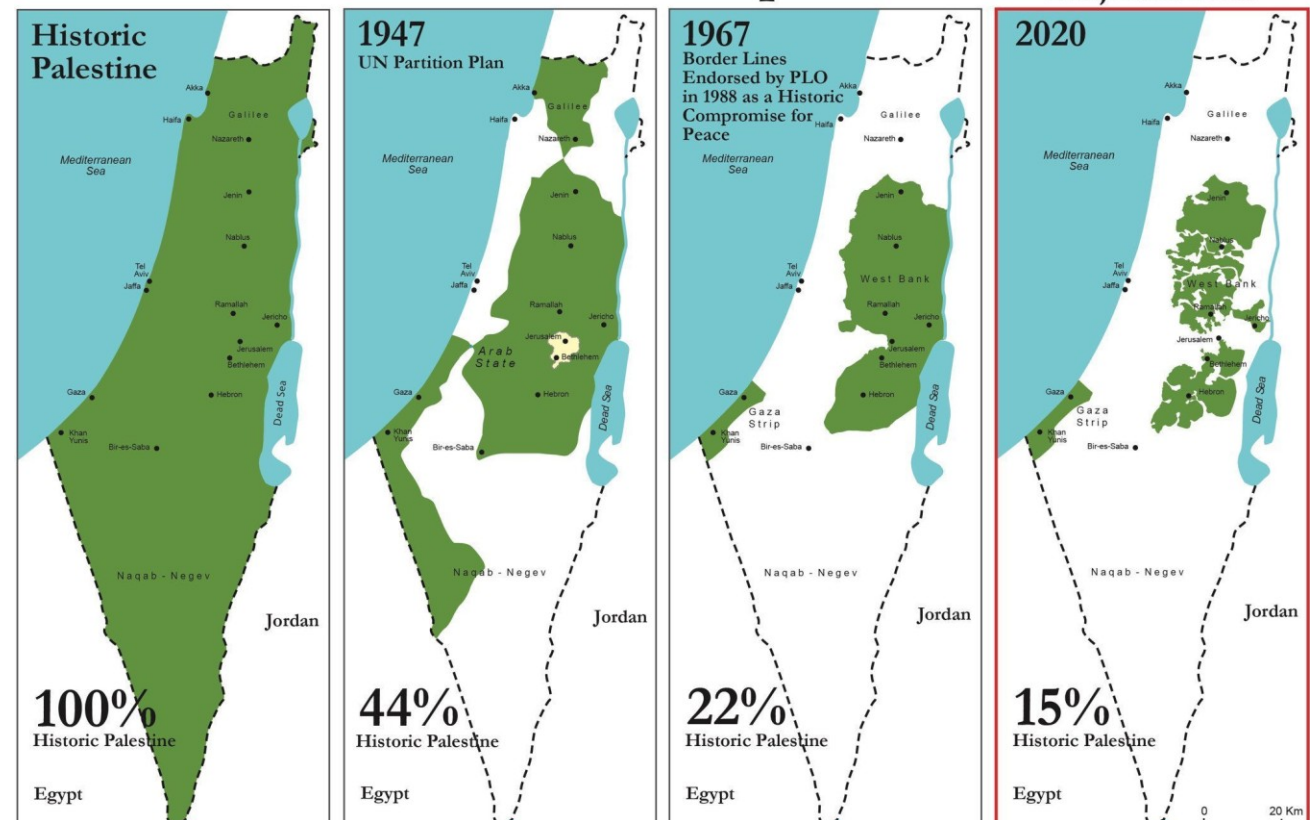 Historic
Palestine
Akka
Galilee
Haifa
Nazareth
Mediterranean
Sea
Jenin
Nablus
Tel
Aviv
Jaffa
Ramallah
Jericho
Jerusalem
Bethlehem
Dead Sea
Gaza
Hebron
Khan
Yunis
Bir-es-Saba
Naqab - Negev
Jordan
100%
Historic Palestine
Egypt
1947
UN Partition Plan
Akka
Galilee
Haifa
Nazareth
Mediterranean
Sea
Jenin
Nablus
Tel
Aviv
Jaffa
Ramallah
Jericho
Jerusalem
Arab
State
Bethlehem
Dead Sea
Gaza
Hebron
Khan
Yunis
Bir-es-Saba
Naqab - Negev
Jordan
44%
Historic Palestine
Egypt
1967
Border Lines
Endorsed by PLO
in 1988 as a Historic
Compromise for
Peace
Akka
Galilee
Haifa
Nazareth
Mediterranean
Sea
Jenin
Nablus
Tel
Aviv
West Bank
Jaffa
Ramallah
Jericho
Jerusalem
Bethlehem
Dead Sea
Gaza
Hebron
Gaza
Strip
Khan
Yunis
Bir-es-Saba
Naqab - Negev
Jordan
22%
Historic Palestine
Egypt
2020
Akka
Galilee
Haifa
Nazareth
Mediterranean
Sea
Jenin
Nablus
Tel
Aviv
West Bank
Jaffa
Ramallah
Jericho
Jerusalem
Bethlehem
Dead Sea
Gaza
Hebron
Gaza
Strip
Khan
Yunis
Bir-es-Saba
Naqab - Negev
Jordan
15%
Historic Palestine
Egypt
0 20 Km